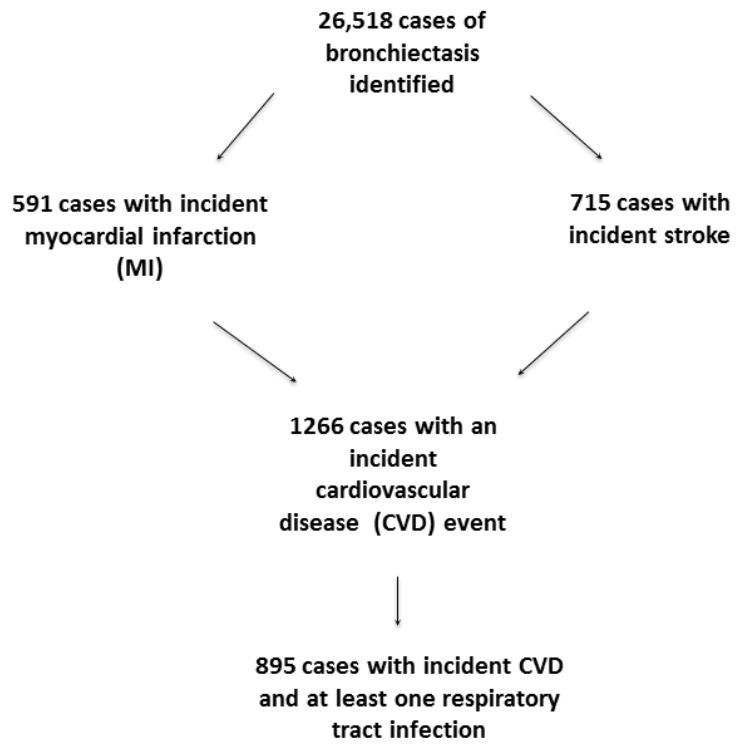 26,518 cases of
bronchiectasis
identified
591 cases with incident
myocardial infarction
(MI)
715 cases with
incident stroke
1266 cases with an
incident
cardiovascular
disease (CVD) event
895 cases with incident CVD
and at least one respiratory
tract infection